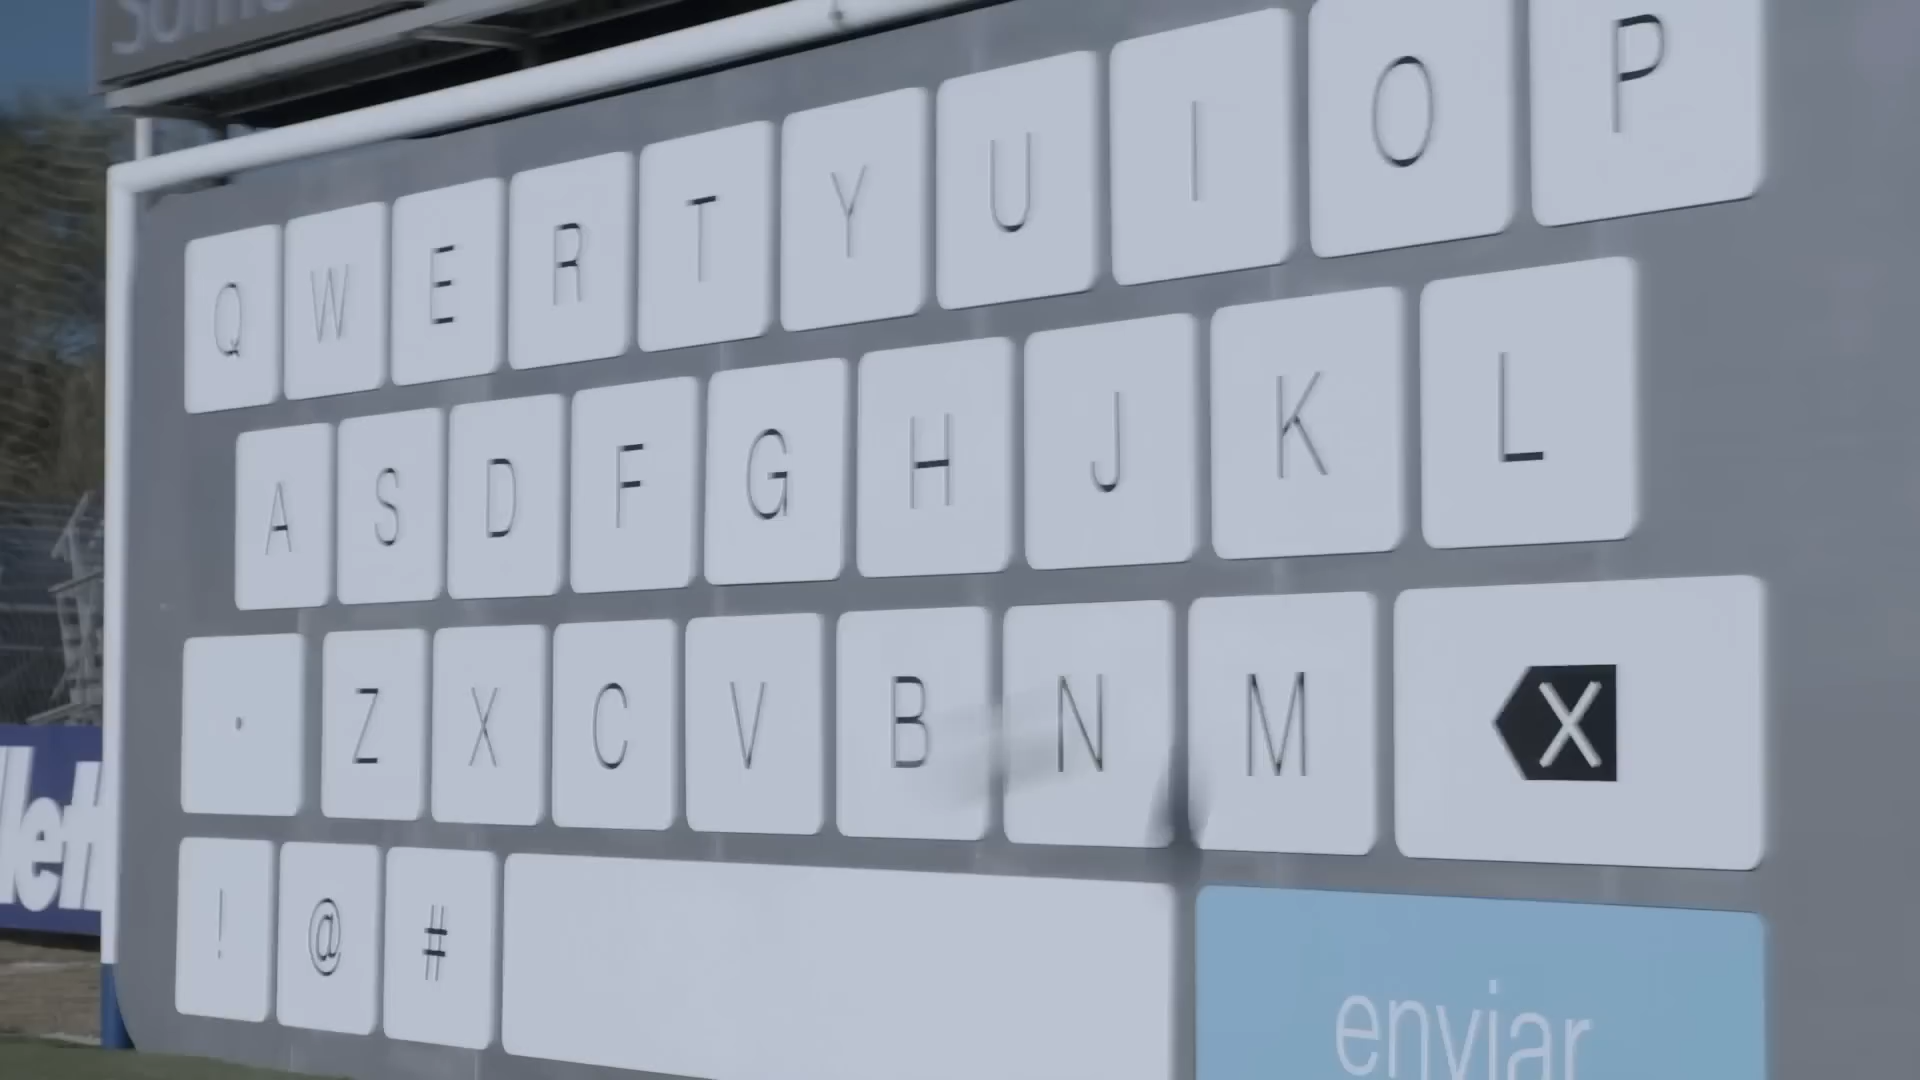 Q W E R T Y U I O P
A S D F G H J K L
. Z X C V B N M X
! @ #
enviar